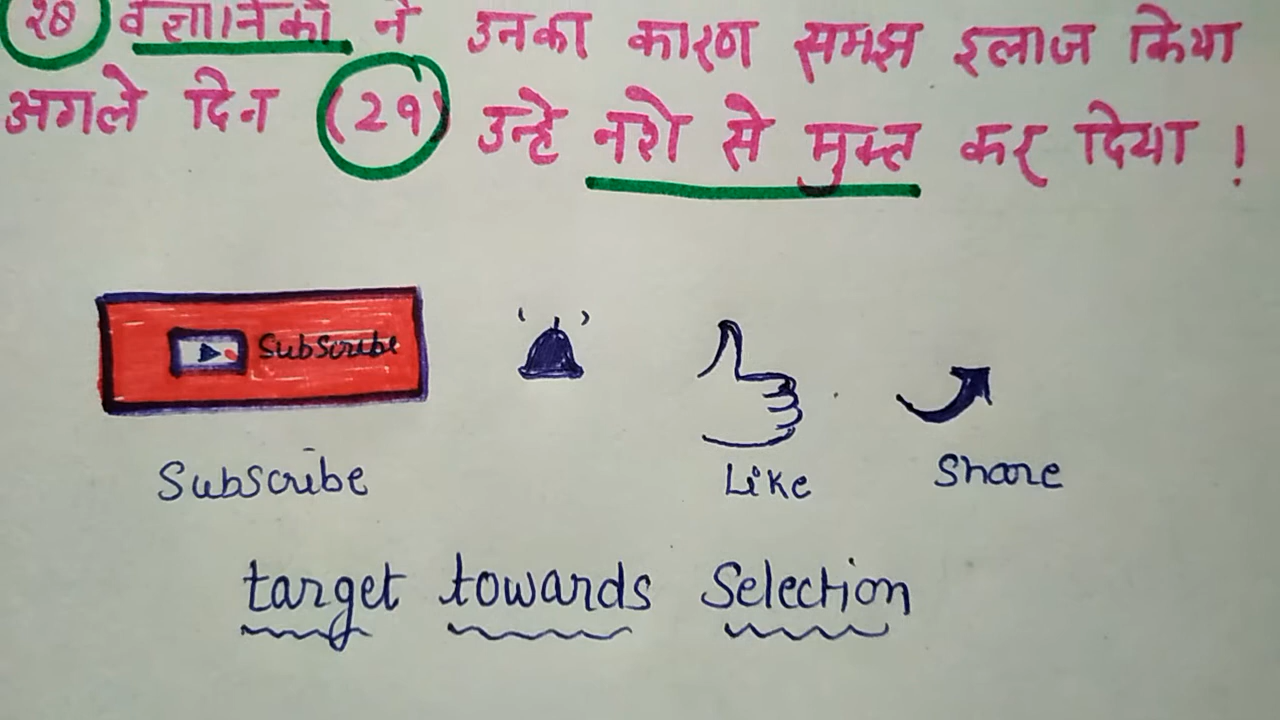 २८ वैज्ञानिकों ने उनका कारण समझ इलाज किया
अगले दिन (२९) उन्हे नशे से मुक्त कर दिया !
Subscribe
Subscribe
Like
Share
target towards Selection